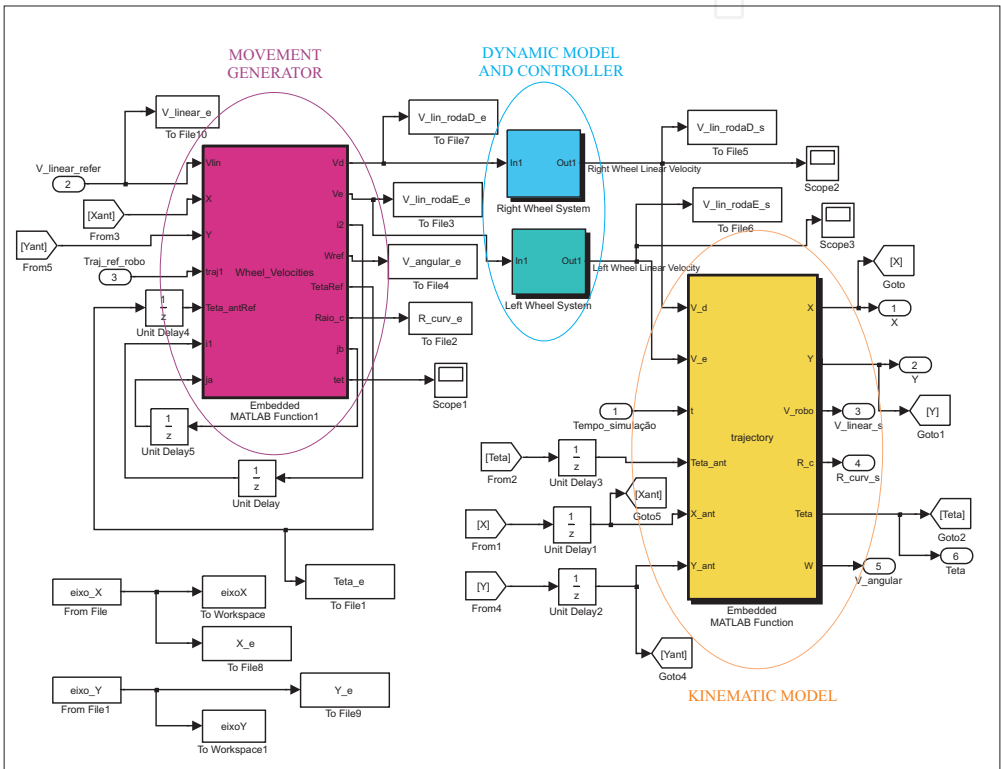 MOVEMENT
GENERATOR
DYNAMIC MODEL
AND CONTROLLER
V_linear_e
To File10
V_lin_rodaD_e
To File7
V_lin_rodaD_s
To File5
V_linear_refer
2
Vlin
Vd
In1
Out1
Right Wheel Linear Velocity
Scope2
Right Wheel System
[Xant]
From3
X
Ve
V_lin_rodaE_e
To File3
V_lin_rodaE_s
To File6
Scope3
[Yant]
From5
Y
i2
Traj_ref_robo
3
traj1
Wheel_Velocities
Wref
V_angular_e
To File4
In1
Out1
Left Wheel Linear Velocity
Left Wheel System
[X]
Goto
TetaRef
1
z
Unit Delay4
Teta_antRef
Raio_c
R_curv_e
To File2
i1
jb
ja
tet
Scope1
Embedded
MATLAB Function1
1
z
Unit Delay5
1
z
Unit Delay
V_d
X
1
X
V_e
Y
2
Y
1
Tempo_simulação
t
V_robo
3
V_linear_s
[Y]
Goto1
trajectory
[Teta]
From2
1
z
Unit Delay3
Teta_ant
R_c
4
R_curv_s
[Xant]
Goto5
[X]
From1
1
z
Unit Delay1
X_ant
Teta
[Teta]
Goto2
6
Teta
[Y]
From4
1
z
Unit Delay2
Y_ant
W
5
V_angular
Embedded
MATLAB Function
[Yant]
Goto4
KINEMATIC MODEL
Teta_e
To File1
eixo_X
From File
eixoX
To Workspace
X_e
To File8
eixo_Y
From File1
Y_e
To File9
eixoY
To Workspace1